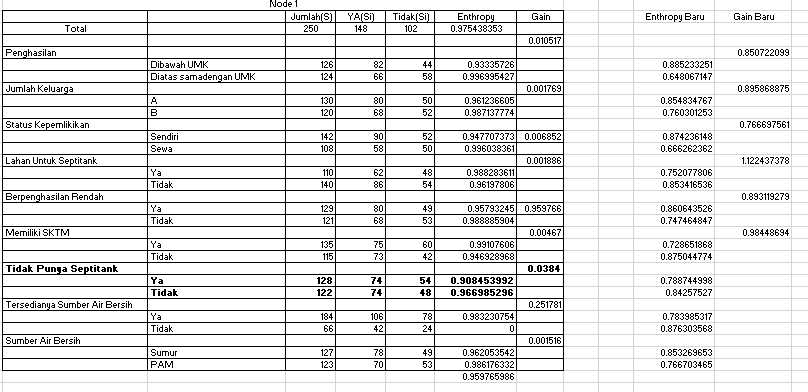 Node 1
Jumlah(S) YA(Si) Tidak(Si) Enthropy Gain Enthropy Baru Gain Baru
Total 250 148 102 0.975438353
0.010517
Penghasilan 0.850722099
Dibawah UMK 126 82 44 0.93335726 0.885233251
Diatas samadengan UMK 124 66 58 0.996995427 0.648067147
Jumlah Keluarga 0.001769 0.895868875
A 130 80 50 0.961236605 0.854834767
B 120 68 52 0.987137774 0.760301253
Status Kepemlikikan 0.766697561
Sendiri 142 90 52 0.947707373 0.006852 0.874236148
Sewa 108 58 50 0.996038361 0.666262362
Lahan Untuk Septitank 0.001886 1.122437378
Ya 110 62 48 0.988283611 0.752077806
Tidak 140 86 54 0.96197806 0.853416536
Berpenghasilan Rendah 0.893119279
Ya 129 80 49 0.95793245 0.959766 0.860643526
Tidak 121 68 53 0.988885904 0.747464847
Memiliki SKTM 0.00467 0.98448694
Ya 135 75 60 0.99107606 0.728651868
Tidak 115 73 42 0.946928968 0.875044774
Tidak Punya Septitank 0.0384
Ya 128 74 54 0.908453992 0.788744998
Tidak 122 74 48 0.966985296 0.84257527
Tersedianya Sumber Air Bersih 0.251781
Ya 184 106 78 0.983230754 0.783985317
Tidak 66 42 24 0 0.876303568
Sumber Air Bersih 0.001516
Sumur 127 78 49 0.962053542 0.853269653
PAM 123 70 53 0.986176332 0.766703465
0.959765986